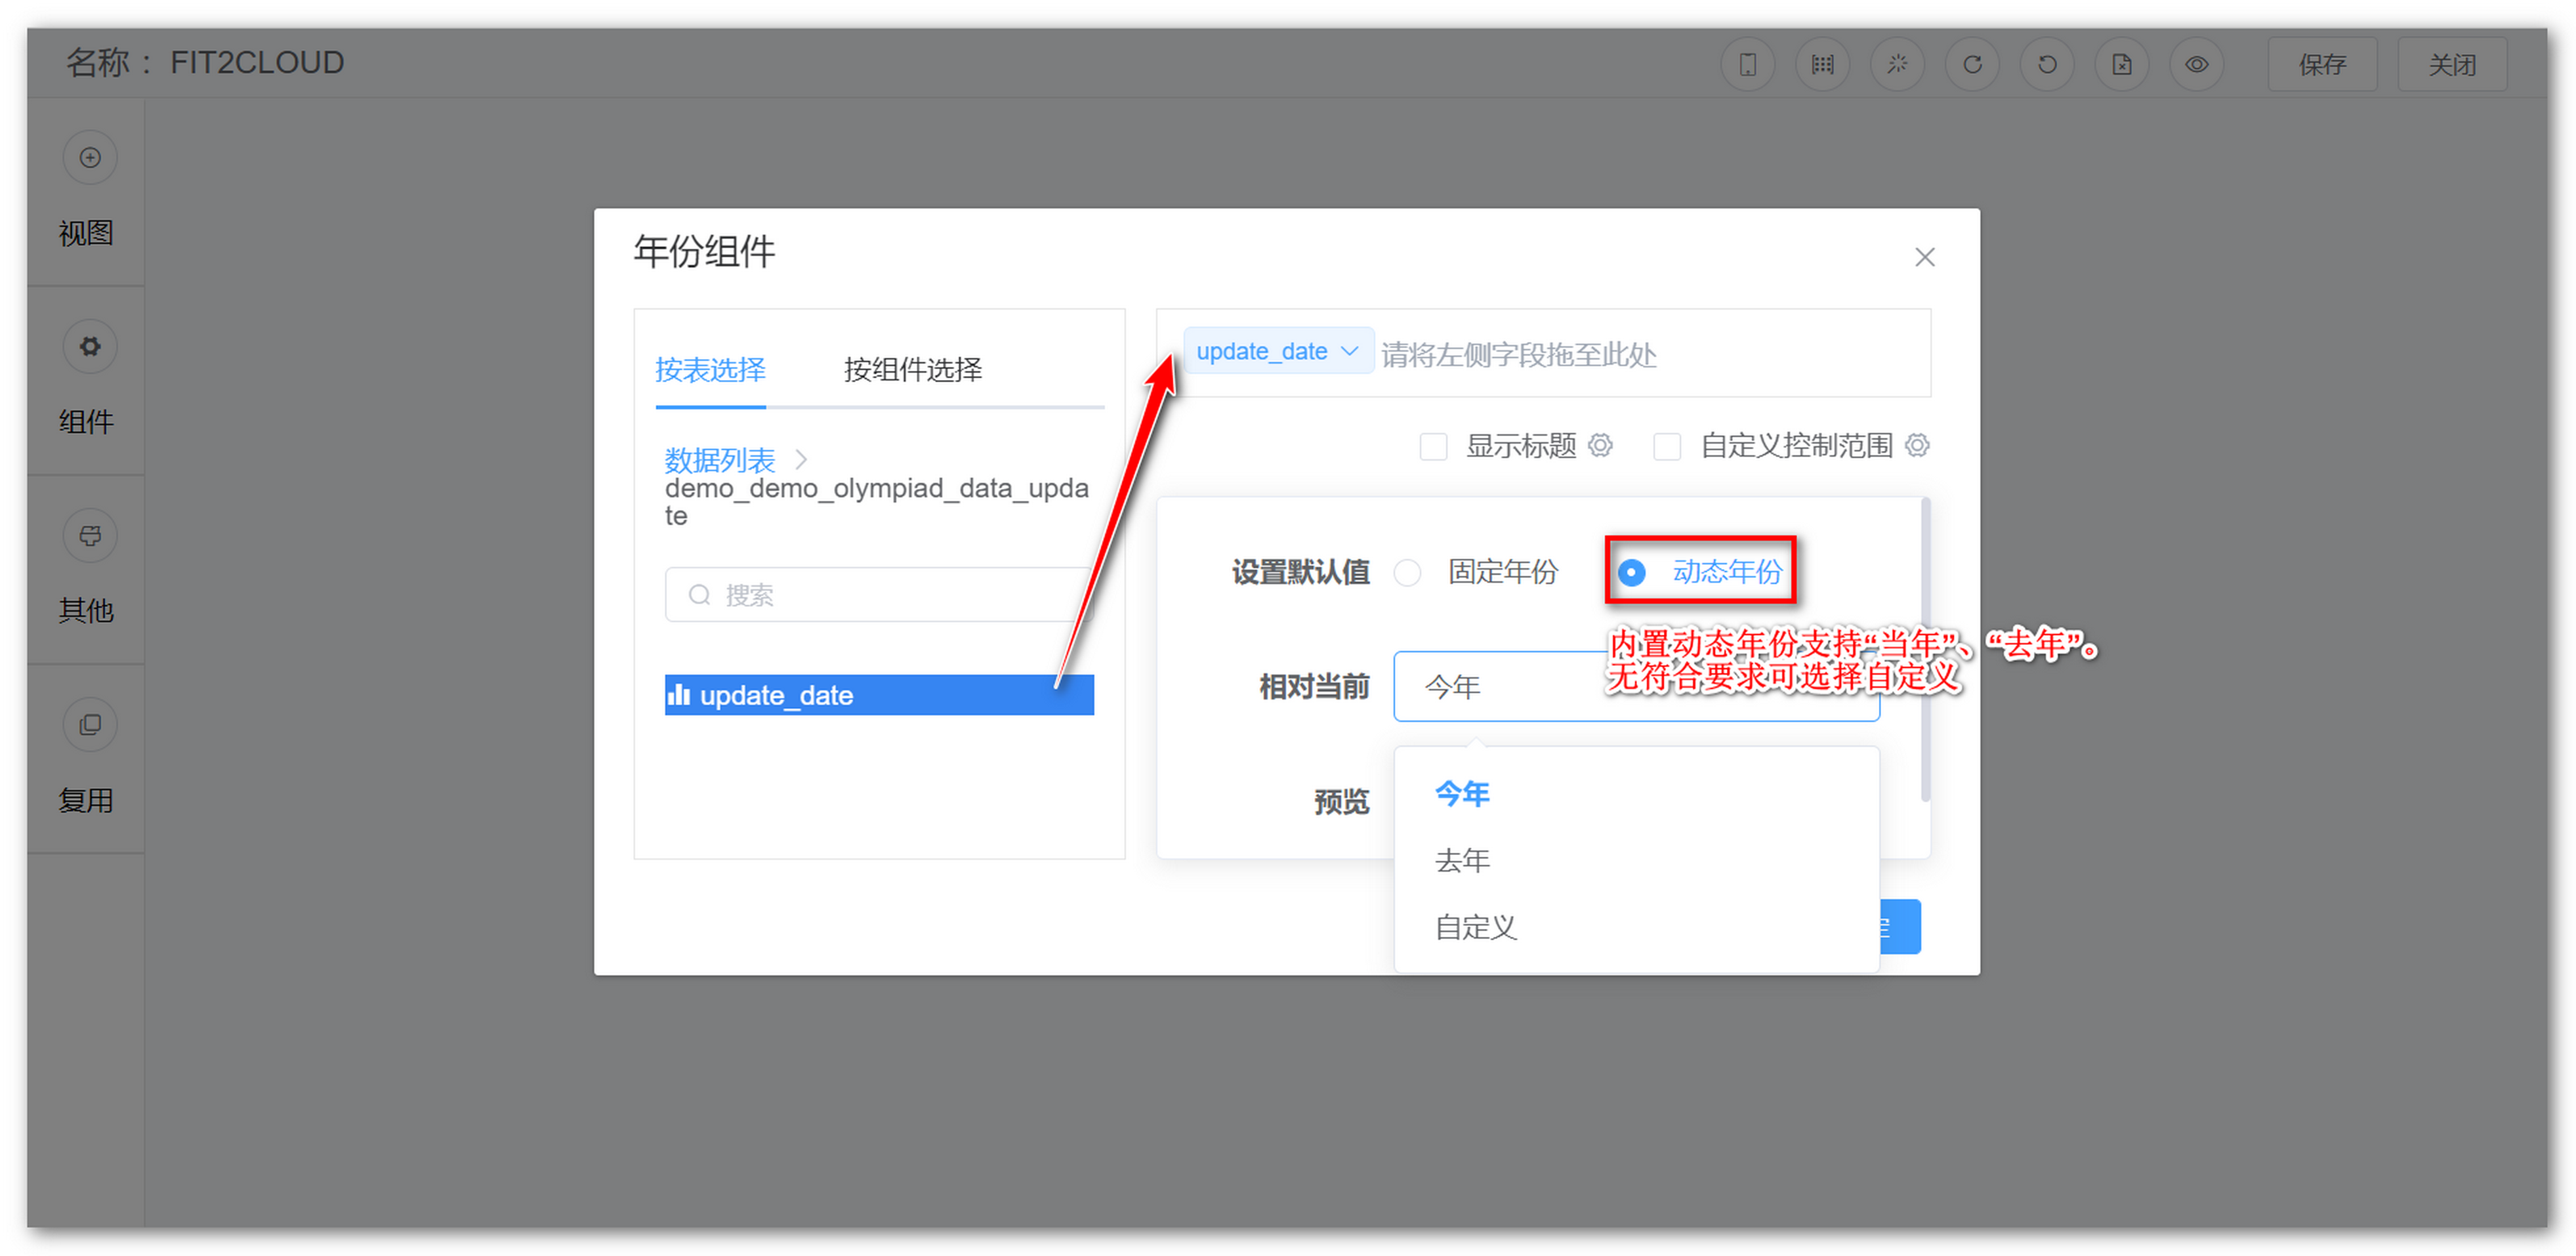 名称： FIT2CLOUD
保存
关闭
视图
组件
其他
复用
年份组件
按表选择
按组件选择
数据列表 >
demo_demo_olympiad_data_upda
te
搜索
update_date
update_date
请将左侧字段拖至此处
显示标题
自定义控制范围
设置默认值
固定年份
动态年份
内置动态年份支持“当年”、“去年”。
无符合要求可选择自定义
相对当前
今年
预览
今年
去年
自定义